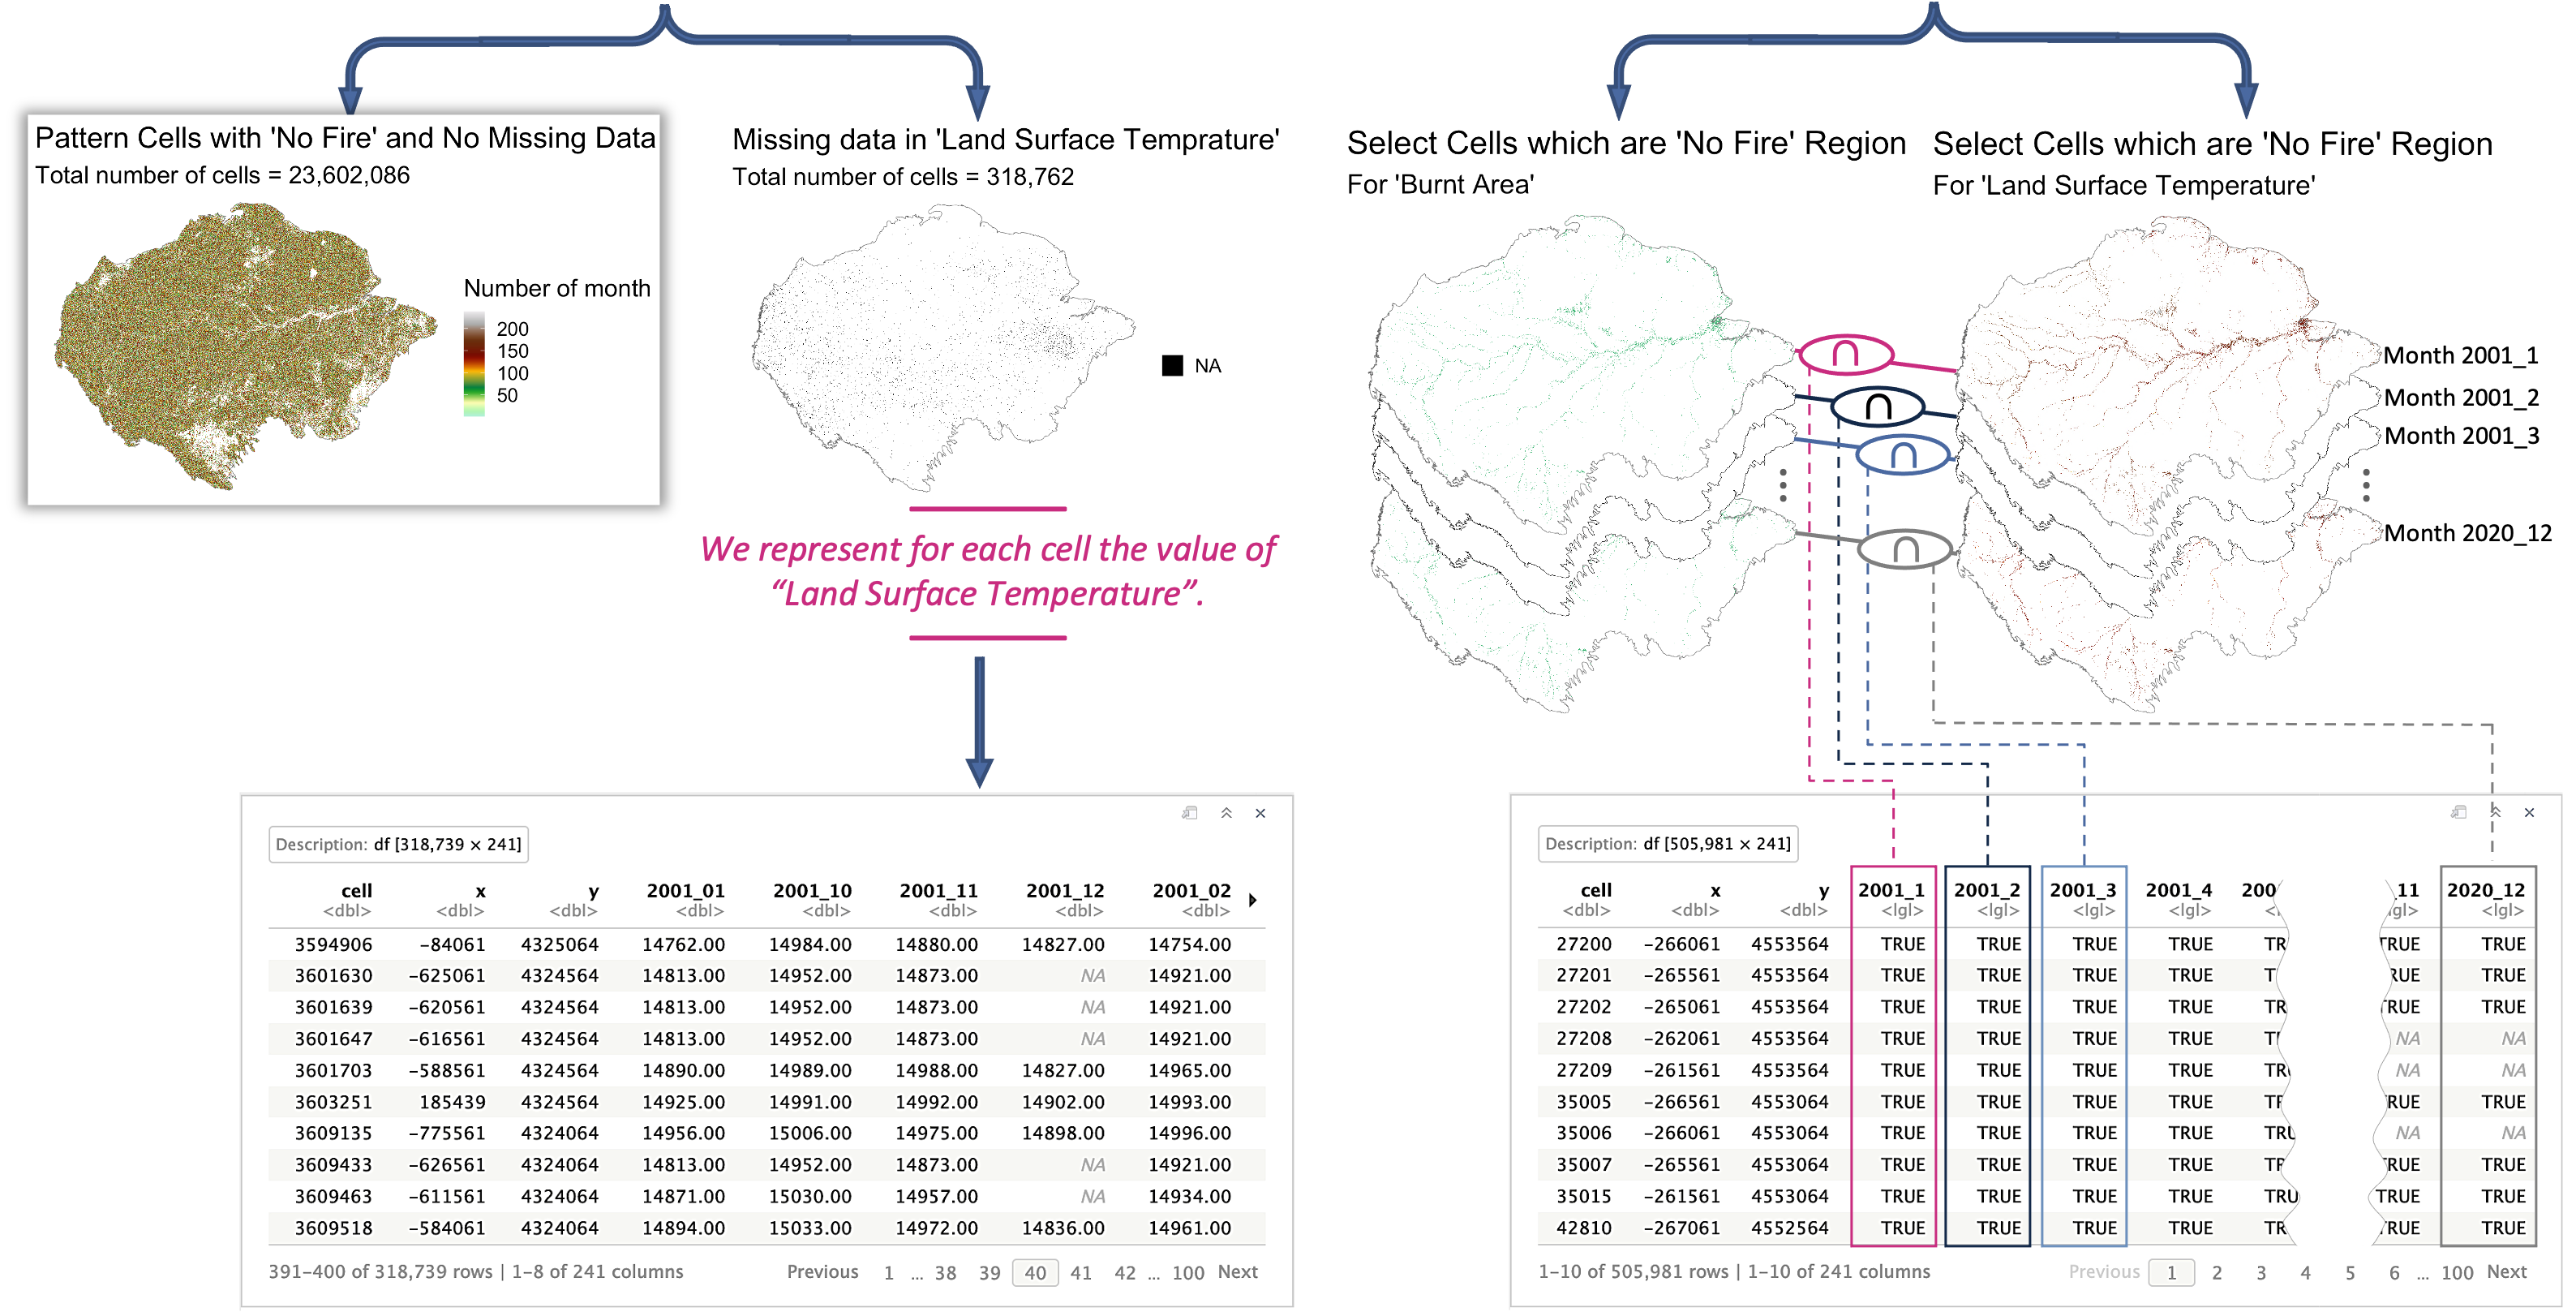 Pattern Cells with 'No Fire' and No Missing Data
Total number of cells = 23,602,086
Number of month
200
150
100
50
Missing data in 'Land Surface Temprature'
Total number of cells = 318,762
NA
We represent for each cell the value of
“Land Surface Temperature”.
Select Cells which are 'No Fire' Region
For 'Burnt Area'
Select Cells which are 'No Fire' Region
For 'Land Surface Temperature'
∩
∩
∩
∩
Month 2001_1
Month 2001_2
Month 2001_3
Month 2020_12
Description: df [318,739 × 241]
cell x y 2001_01 2001_10 2001_11 2001_12 2001_02
<dbl> <dbl> <dbl> <dbl> <dbl> <dbl> <dbl> <dbl>
3594906 -84061 4325064 14762.00 14984.00 14880.00 14827.00 14754.00
3601630 -625061 4324564 14813.00 14952.00 14873.00 NA 14921.00
3601639 -620561 4324564 14813.00 14952.00 14873.00 NA 14921.00
3601647 -616561 4324564 14813.00 14952.00 14873.00 NA 14921.00
3601703 -588561 4324564 14890.00 14989.00 14988.00 14827.00 14965.00
3603251 185439 4324564 14925.00 14991.00 14992.00 14902.00 14993.00
3609135 -775561 4324064 14956.00 15006.00 14975.00 14898.00 14996.00
3609433 -626561 4324064 14813.00 14952.00 14873.00 NA 14921.00
3609463 -611561 4324064 14871.00 15030.00 14957.00 NA 14934.00
3609518 -584061 4324064 14894.00 15033.00 14972.00 14836.00 14961.00
391-400 of 318,739 rows | 1-8 of 241 columns Previous 1 ... 38 39 40 41 42 ... 100 Next
Description: df [505,981 × 241]
cell x y 2001_1 2001_2 2001_3 2001_4 200 _11 2020_12
<dbl> <dbl> <dbl> <lgl> <lgl> <lgl> <lgl> <l lgl> <lgl>
27200 -266061 4553564 TRUE TRUE TRUE TRUE TR TRUE TRUE
27201 -265561 4553564 TRUE TRUE TRUE TRUE T RUE TRUE
27202 -265061 4553564 TRUE TRUE TRUE TRUE TR TRUE TRUE
27208 -262061 4553564 TRUE TRUE TRUE TRUE T NA NA
27209 -261561 4553564 TRUE TRUE TRUE TRUE TR NA NA
35005 -266561 4553064 TRUE TRUE TRUE TRUE TR RUE TRUE
35006 -266061 4553064 TRUE TRUE TRUE TRUE TRU NA NA
35007 -265561 4553064 TRUE TRUE TRUE TRUE TR RUE TRUE
35015 -261561 4553064 TRUE TRUE TRUE TRUE TRU TRUE TRUE
42810 -267061 4552564 TRUE TRUE TRUE TRUE TR TRUE TRUE
1-10 of 505,981 rows | 1-10 of 241 columns Previous 1 2 3 4 5 6 ... 100 Next